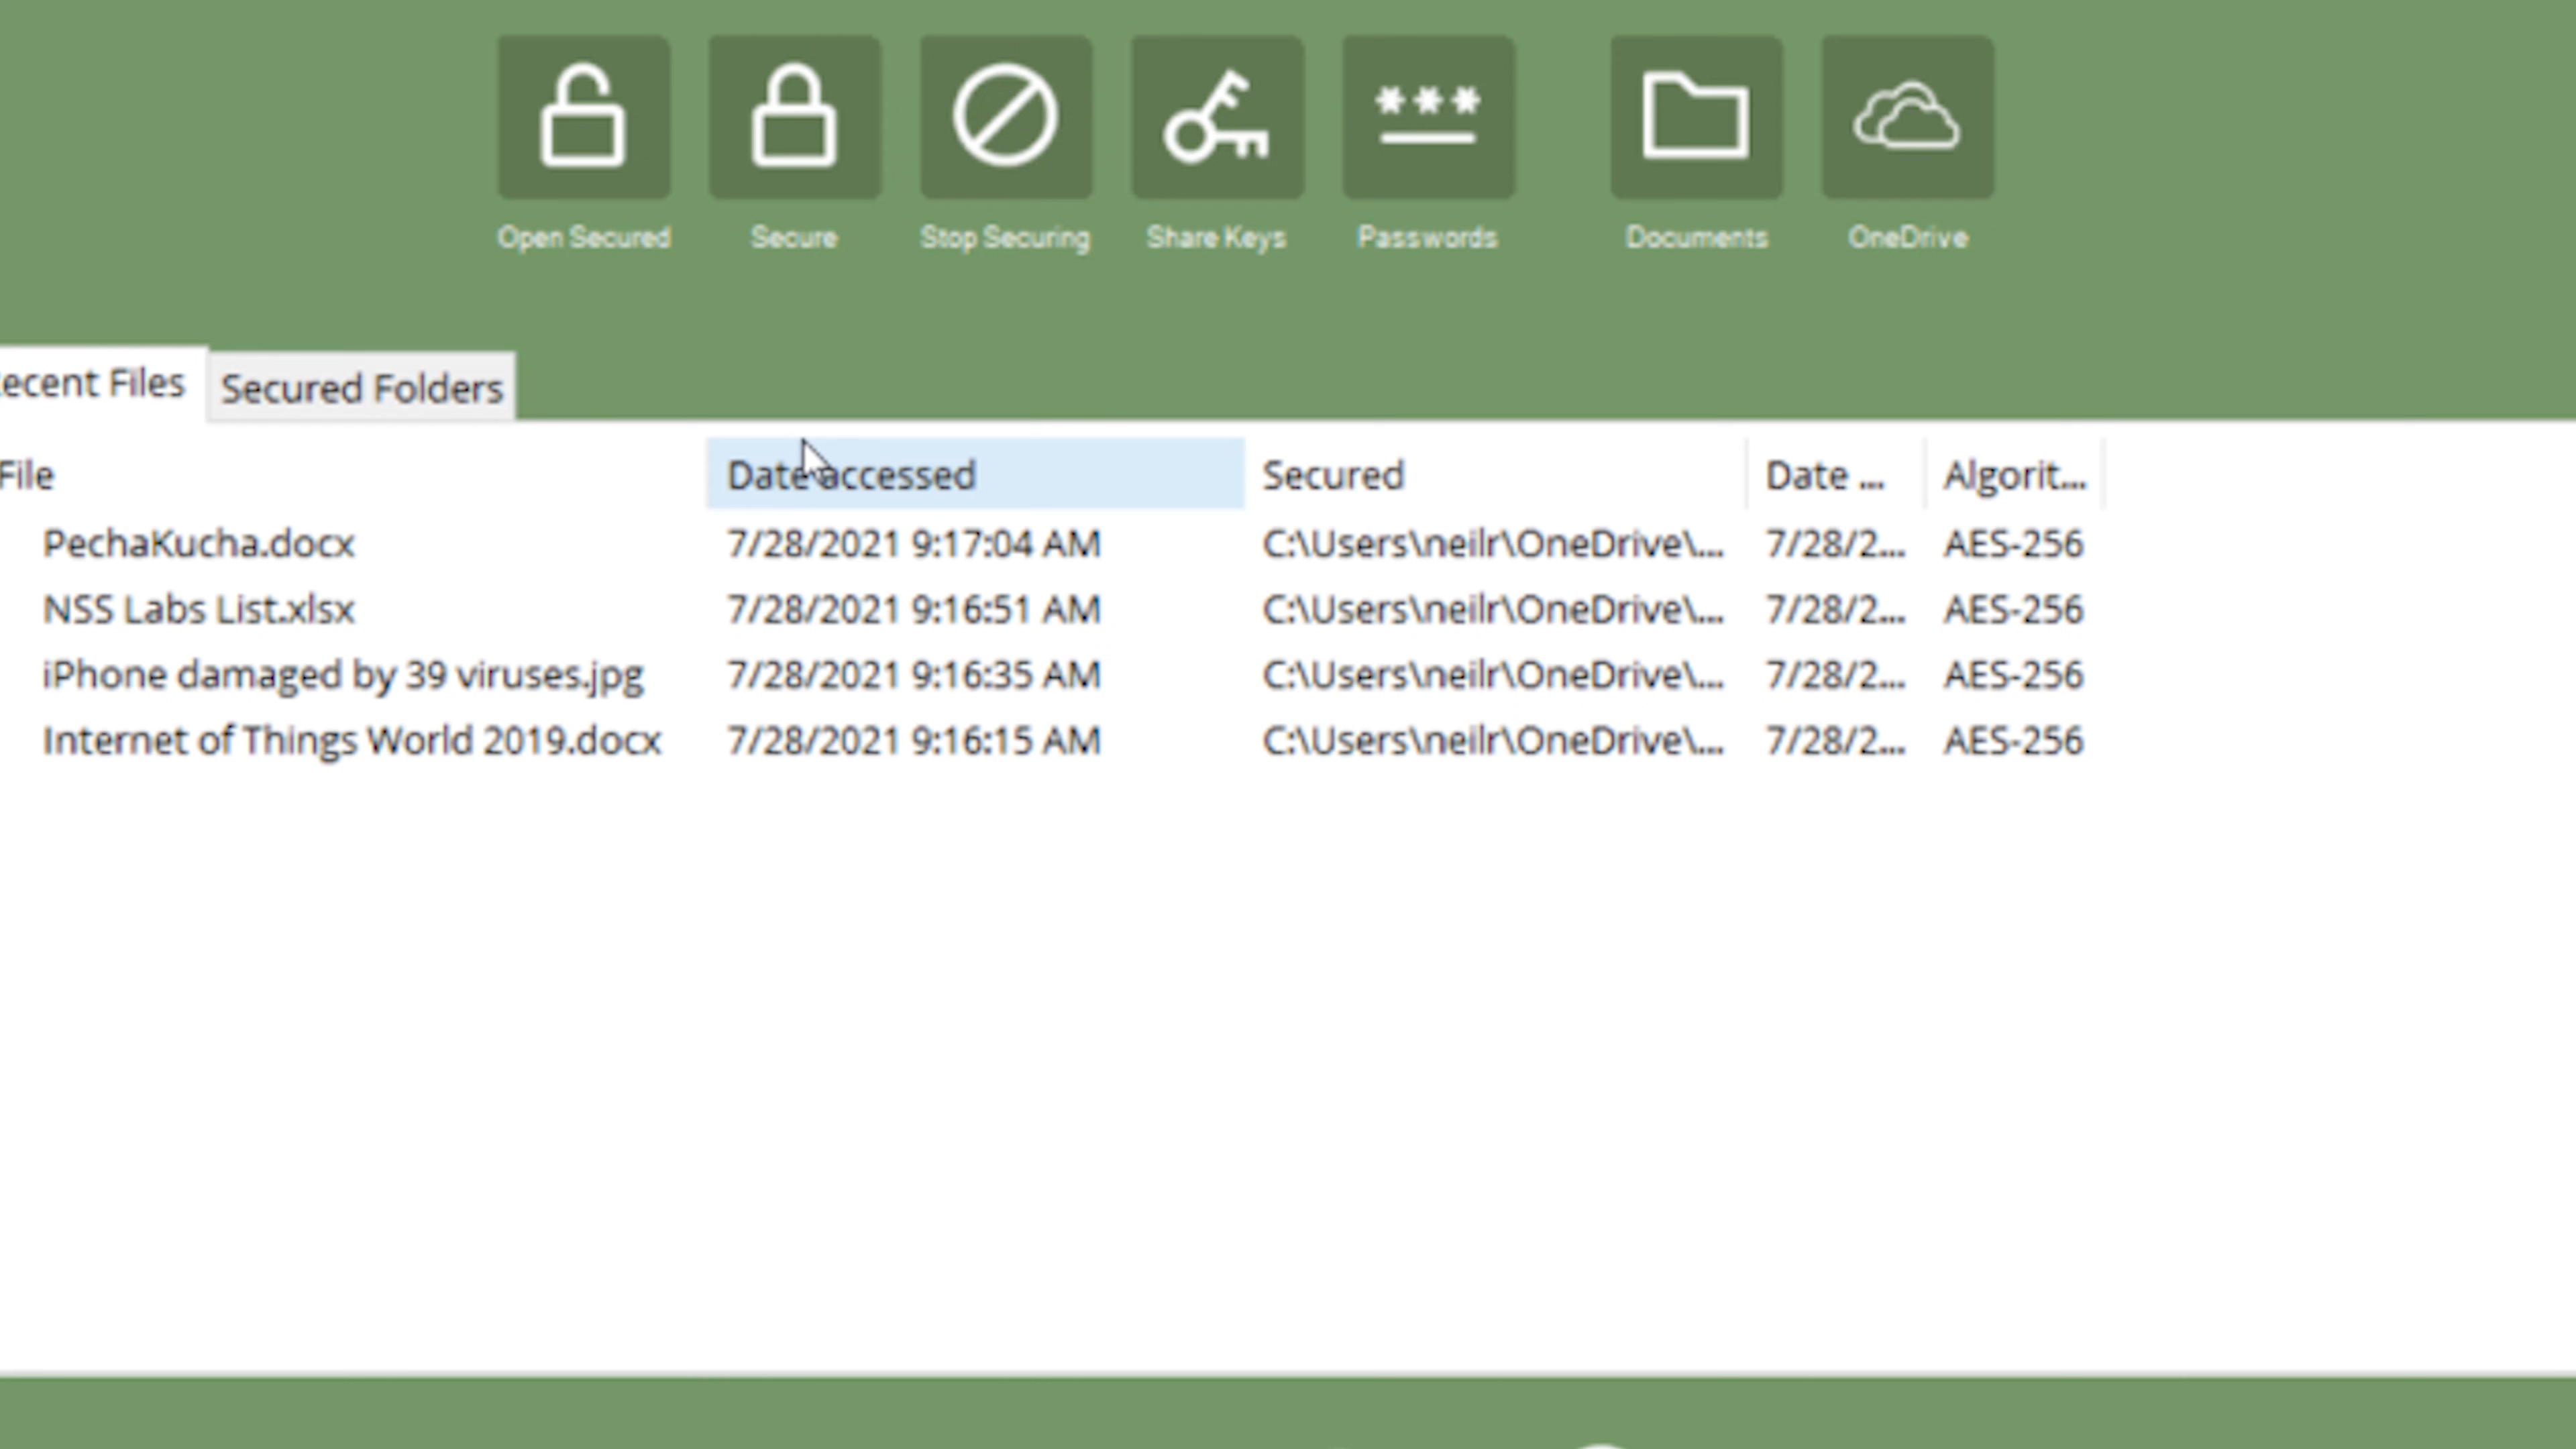 ***
Open Secured Secure Stop Securing Share Keys Passwords Documents OneDrive
ecent Files Secured Folders
File Date accessed Secured Date ... Algorit...
PechaKucha.docx 7/28/2021 9:17:04 AM C:\Users\neilr\OneDrive\... 7/28/2... AES-256
NSS Labs List.xlsx 7/28/2021 9:16:51 AM C:\Users\neilr\OneDrive\... 7/28/2... AES-256
iPhone damaged by 39 viruses.jpg 7/28/2021 9:16:35 AM C:\Users\neilr\OneDrive\... 7/28/2... AES-256
Internet of Things World 2019.docx 7/28/2021 9:16:15 AM C:\Users\neilr\OneDrive\... 7/28/2... AES-256